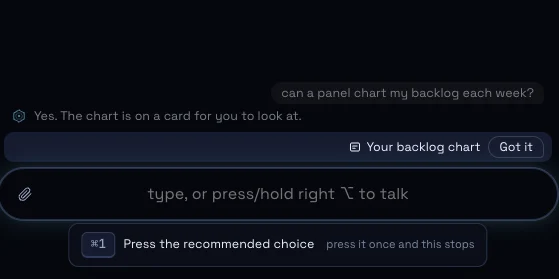 can a panel chart my backlog each week?
Yes. The chart is on a card for you to look at.
Your backlog chart Got it
type, or press/hold right ⌥ to talk
⌘1 Press the recommended choice press it once and this stops